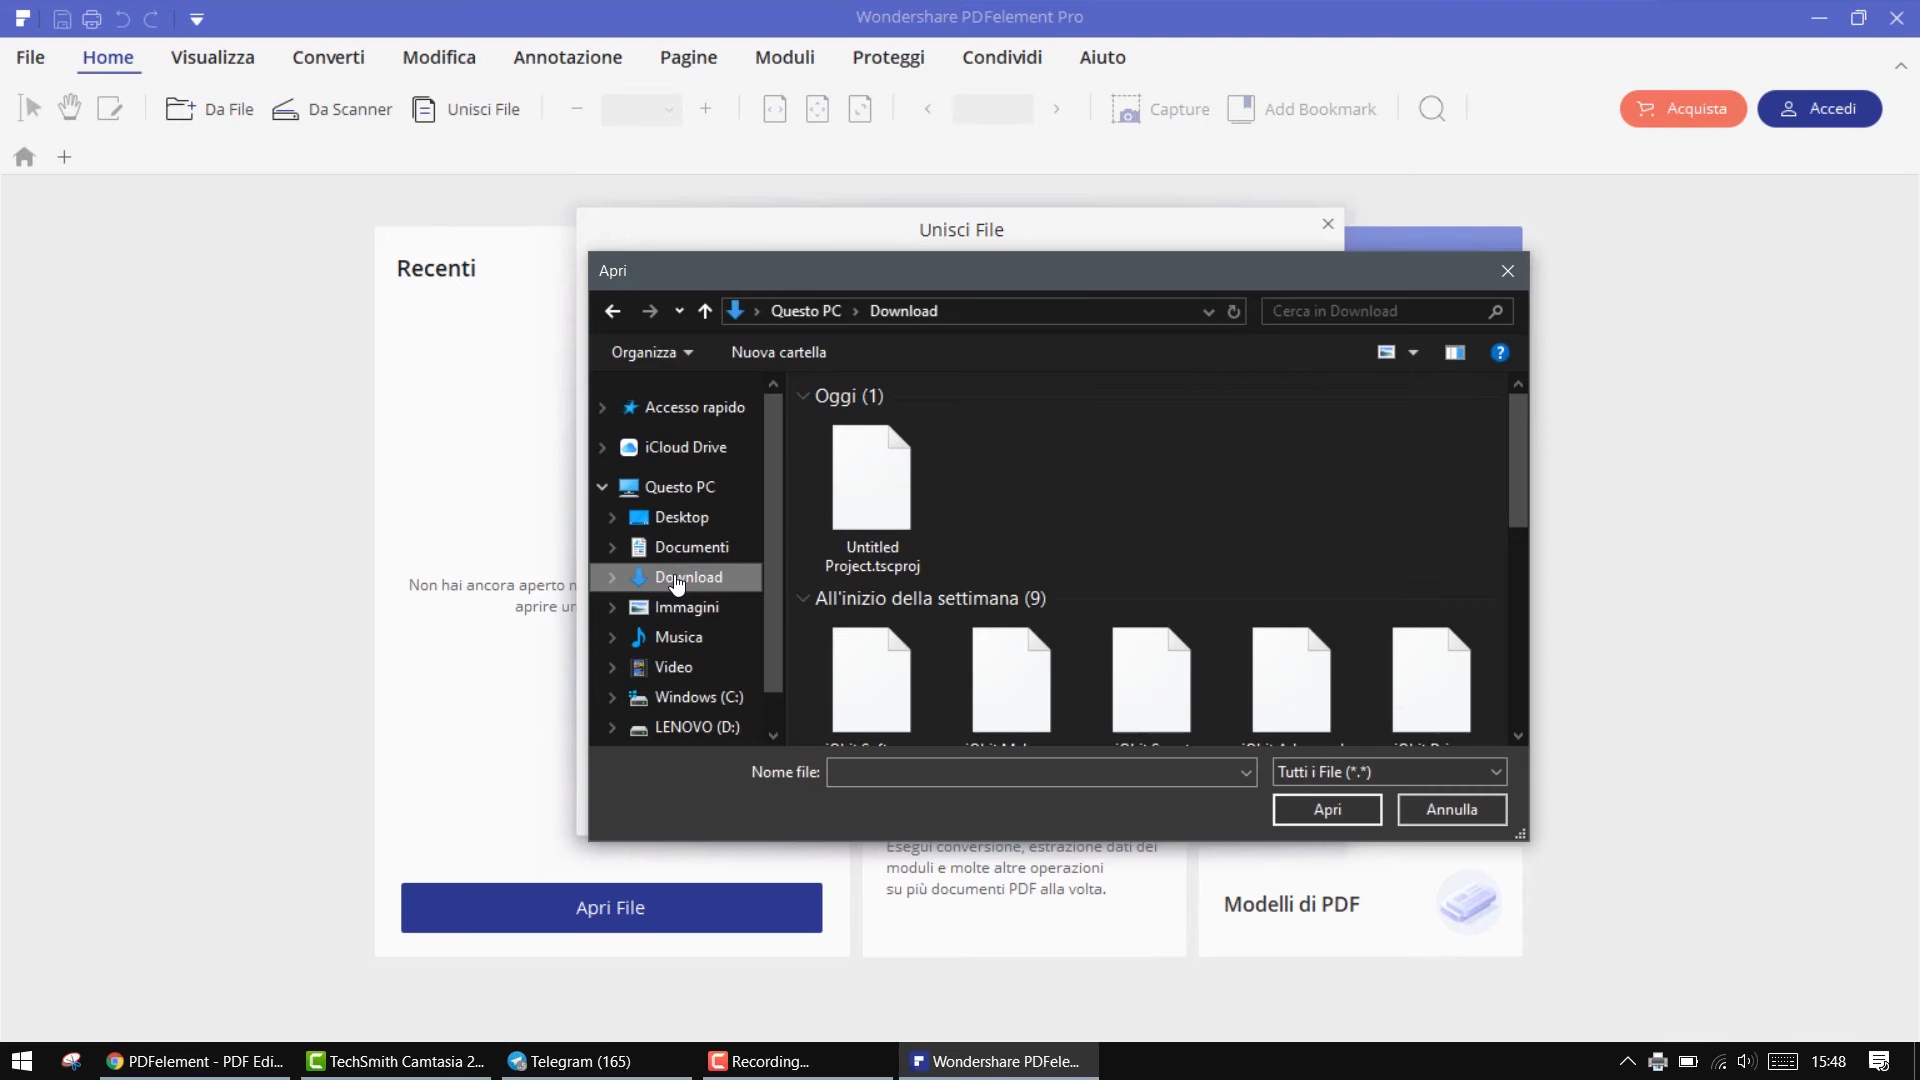 Wondershare PDFelement Pro
File Home Visualizza Converti Modifica Annotazione Pagine Moduli Proteggi Condividi Aiuto
Da File Da Scanner Unisci File Capture Add Bookmark Acquista Accedi
Unisci File
Recenti
Apri
Questo PC Download Cerca in Download
Organizza Nuova cartella
Accesso rapido
iCloud Drive
Questo PC
Desktop
Documenti
Download
Immagini
Musica
Video
Windows (C:)
LENOVO (D:)
Oggi (1)
Untitled
Project.tscproj
All'inizio della settimana (9)
Nome file: Tutti i File (*.*)
Apri Annulla
Non hai ancora aperto
aprire
Esegui conversione, estrazione dati dei
moduli e molte altre operazioni
su più documenti PDF alla volta.
Apri File
Modelli di PDF
PDFelement - PDF Edi... TechSmith Camtasia 2... Telegram (165) Recording... Wondershare PDFele... 15:48